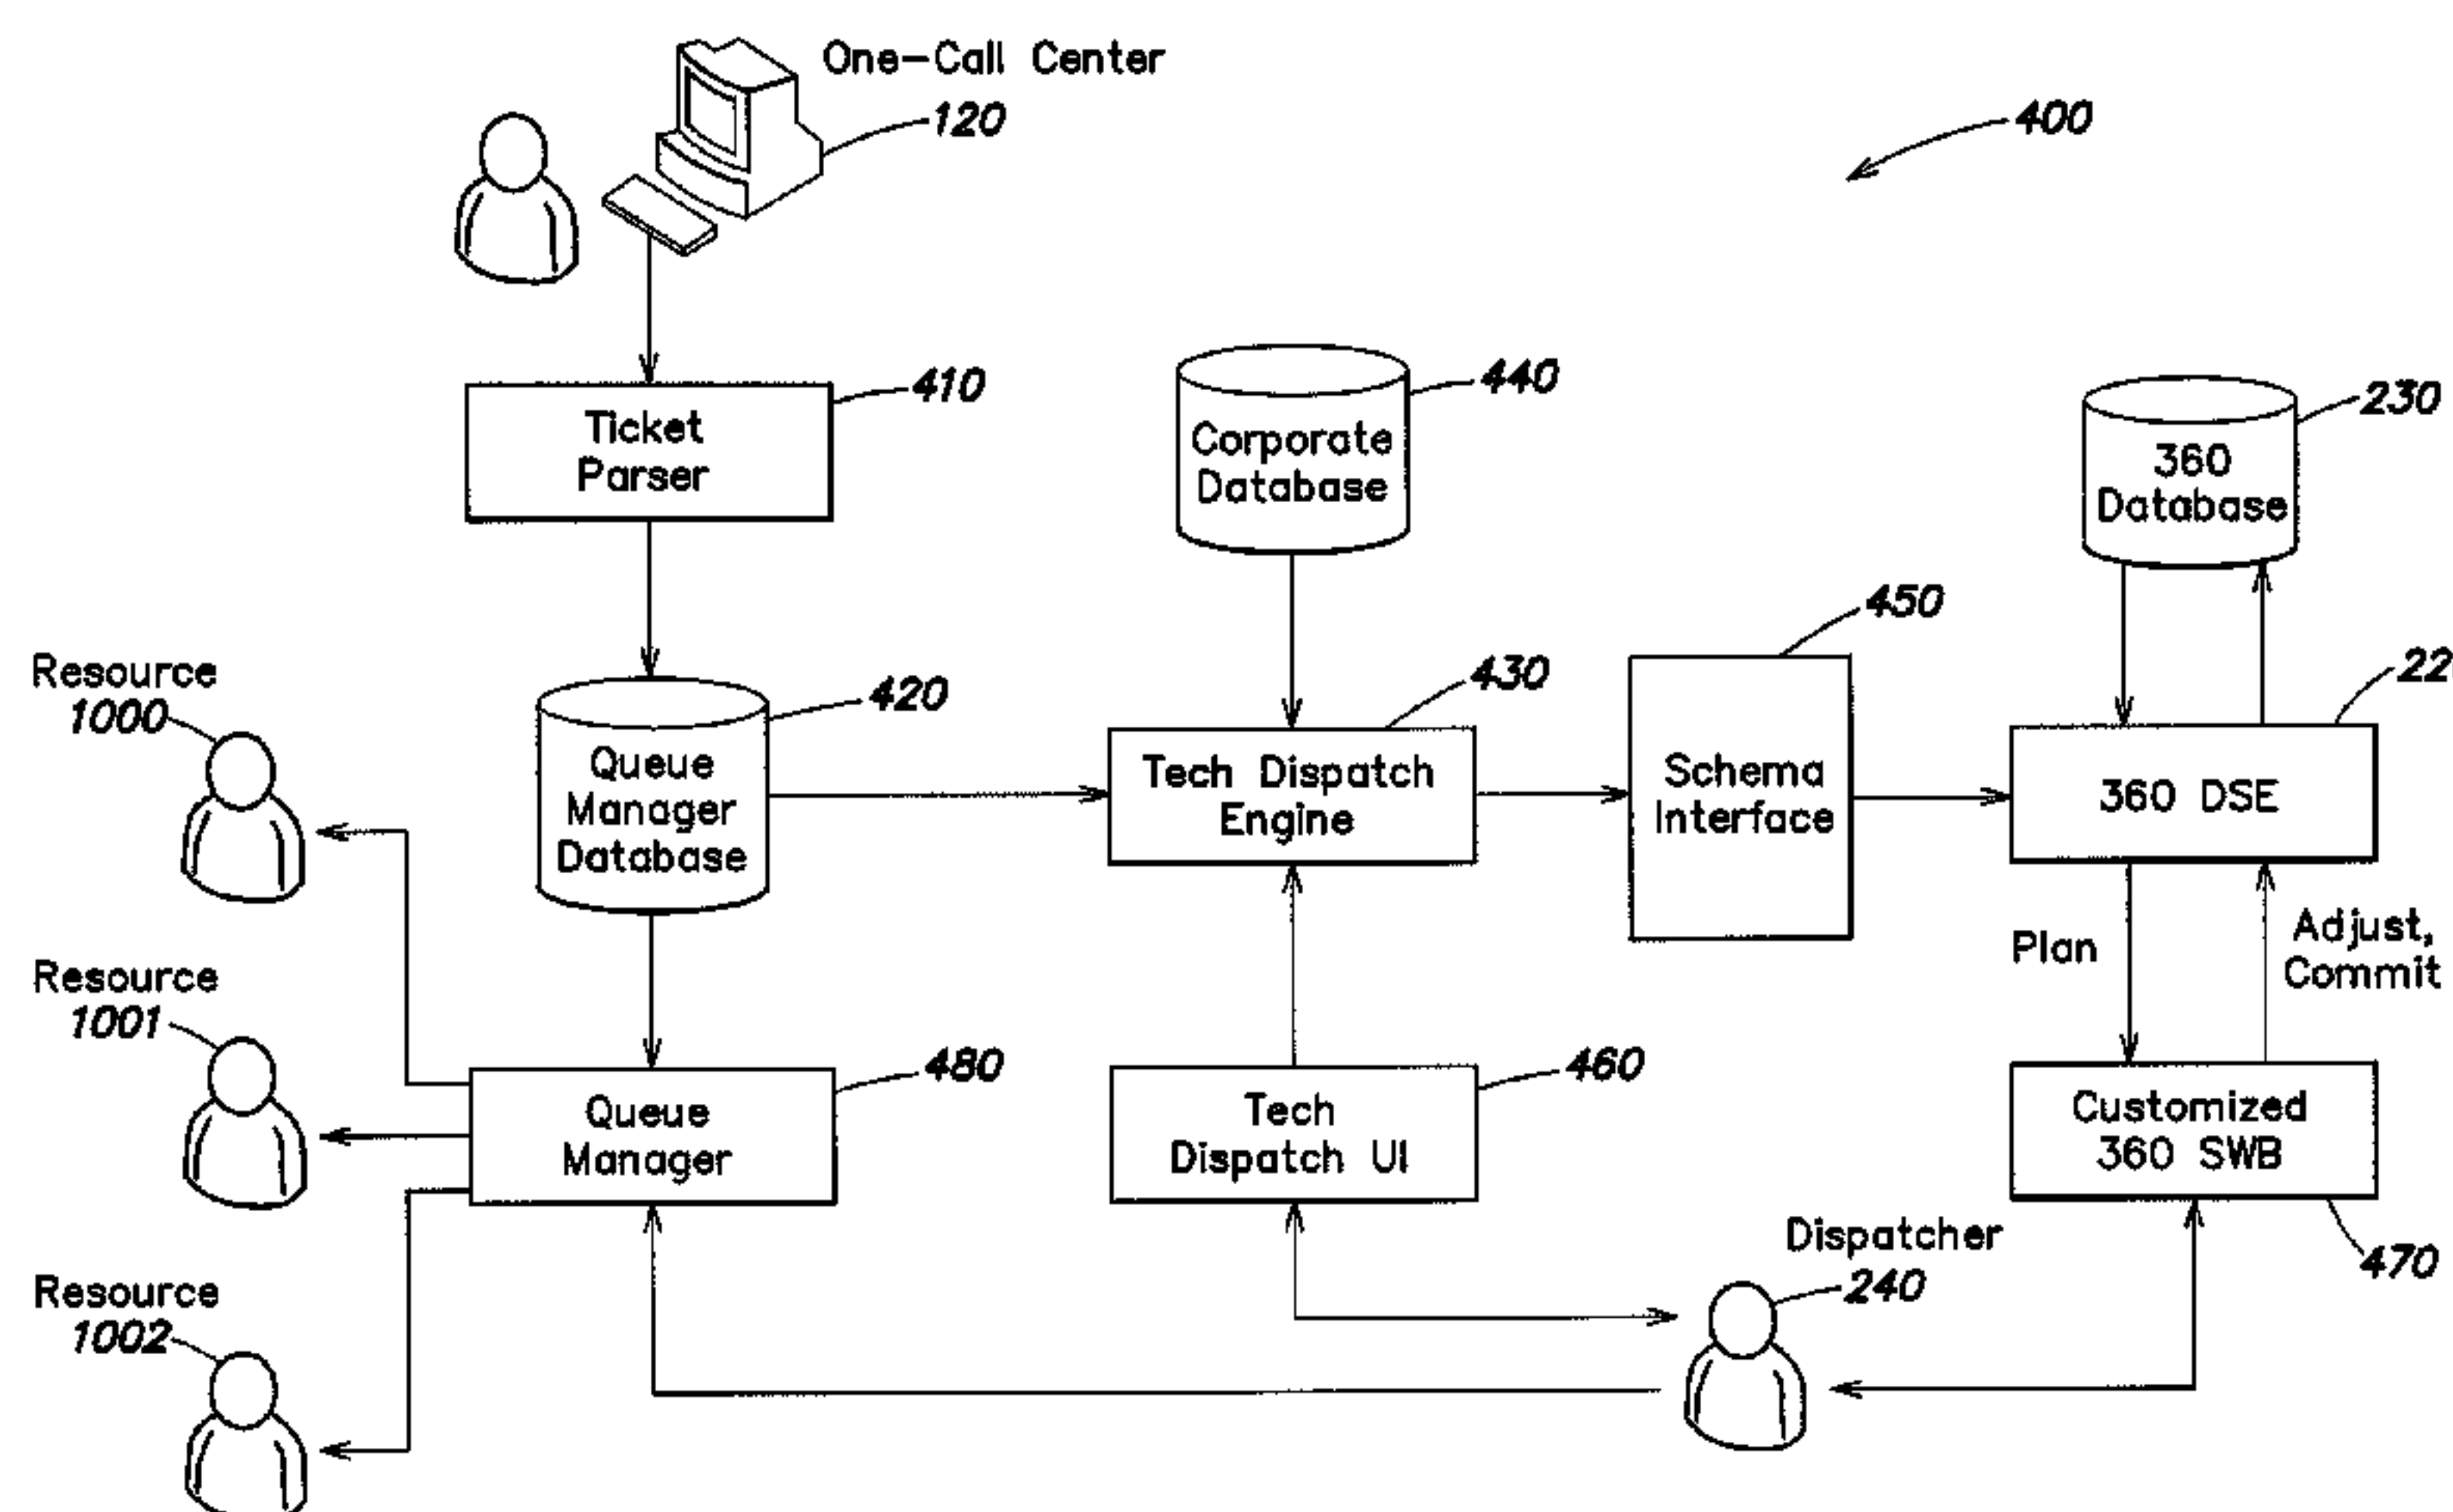 One-Call Center
120
400
410
Ticket
Parser
440
Corporate
Database
230
360
Database
450
Resource
1000
420
Queue
Manager
Database
430
Tech Dispatch
Engine
Schema
Interface
22
360 DSE
Plan
Adjust,
Commit
Resource
1001
480
Queue
Manager
460
Tech
Dispatch UI
Customized
360 SWB
470
Dispatcher
240
Resource
1002